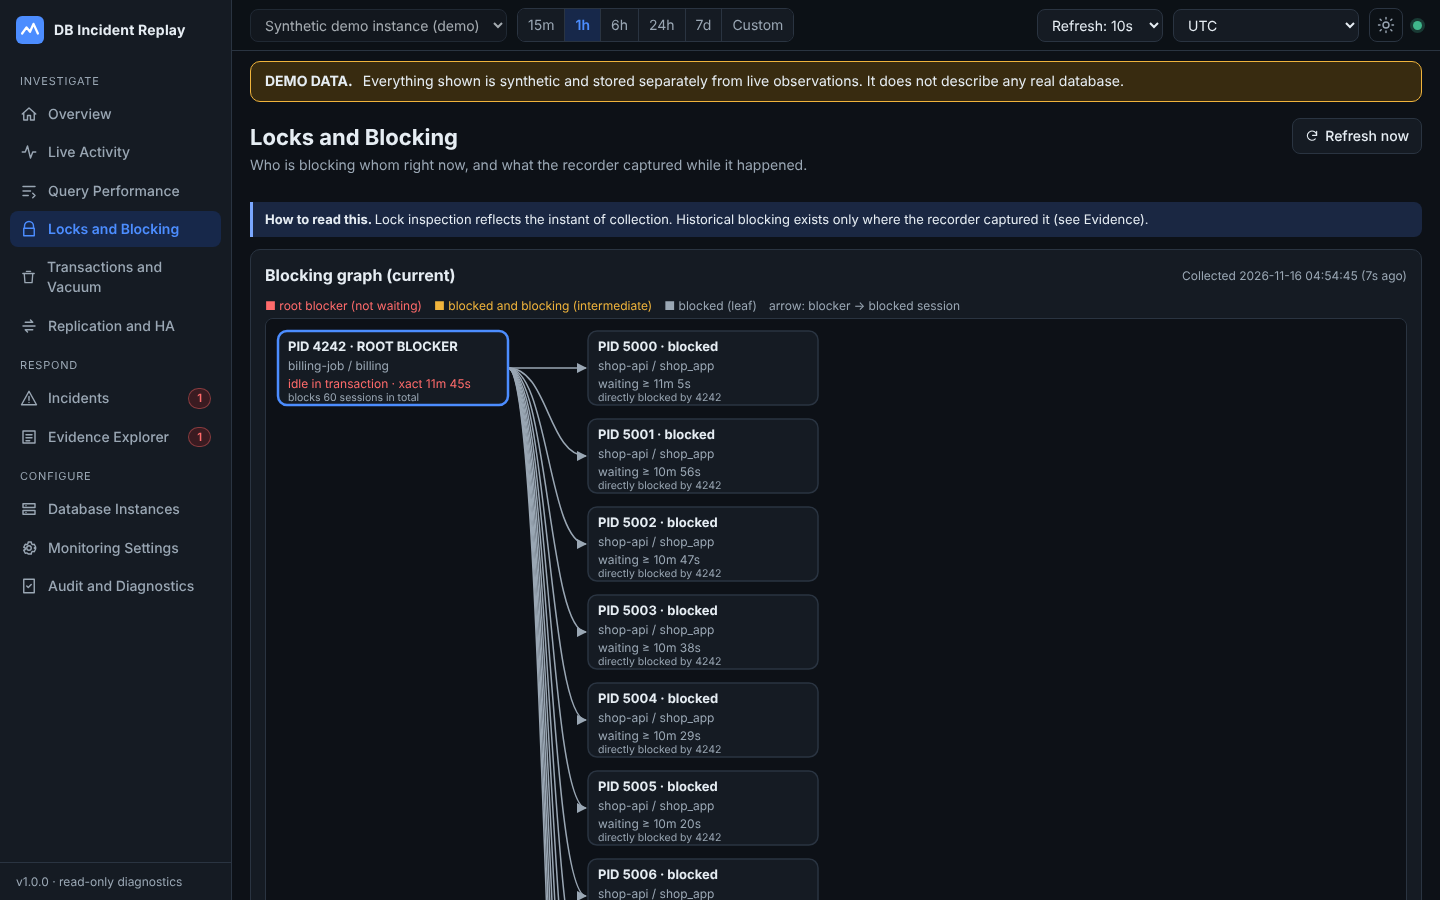 DB Incident Replay
INVESTIGATE
Overview
Live Activity
Query Performance
Locks and Blocking
Transactions and
Vacuum
Replication and HA
RESPOND
Incidents 1
Evidence Explorer 1
CONFIGURE
Database Instances
Monitoring Settings
Audit and Diagnostics
v1.0.0 · read-only diagnostics
Synthetic demo instance (demo) 15m 1h 6h 24h 7d Custom Refresh: 10s UTC
DEMO DATA. Everything shown is synthetic and stored separately from live observations. It does not describe any real database.
Locks and Blocking
Refresh now
Who is blocking whom right now, and what the recorder captured while it happened.
How to read this. Lock inspection reflects the instant of collection. Historical blocking exists only where the recorder captured it (see Evidence).
Blocking graph (current)
Collected 2026-11-16 04:54:45 (7s ago)
root blocker (not waiting) blocked and blocking (intermediate) blocked (leaf) arrow: blocker → blocked session
PID 4242 · ROOT BLOCKER
billing-job / billing
idle in transaction · xact 11m 45s
blocks 60 sessions in total
PID 5000 · blocked
shop-api / shop_app
waiting ≥ 11m 5s
directly blocked by 4242
PID 5001 · blocked
shop-api / shop_app
waiting ≥ 10m 56s
directly blocked by 4242
PID 5002 · blocked
shop-api / shop_app
waiting ≥ 10m 47s
directly blocked by 4242
PID 5003 · blocked
shop-api / shop_app
waiting ≥ 10m 38s
directly blocked by 4242
PID 5004 · blocked
shop-api / shop_app
waiting ≥ 10m 29s
directly blocked by 4242
PID 5005 · blocked
shop-api / shop_app
waiting ≥ 10m 20s
directly blocked by 4242
PID 5006 · blocked
shop-api / shop_app